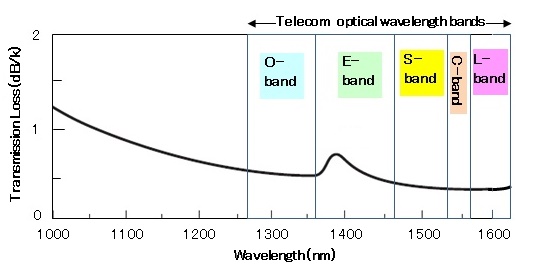 Telecom optical wavelength bands
2
O-
band
E-
band
S-
band
C-band
L-
band
1
0
Transmission Loss(dB/k)
1000 1100 1200 1300 1400 1500 1600
Wavelength(nm)